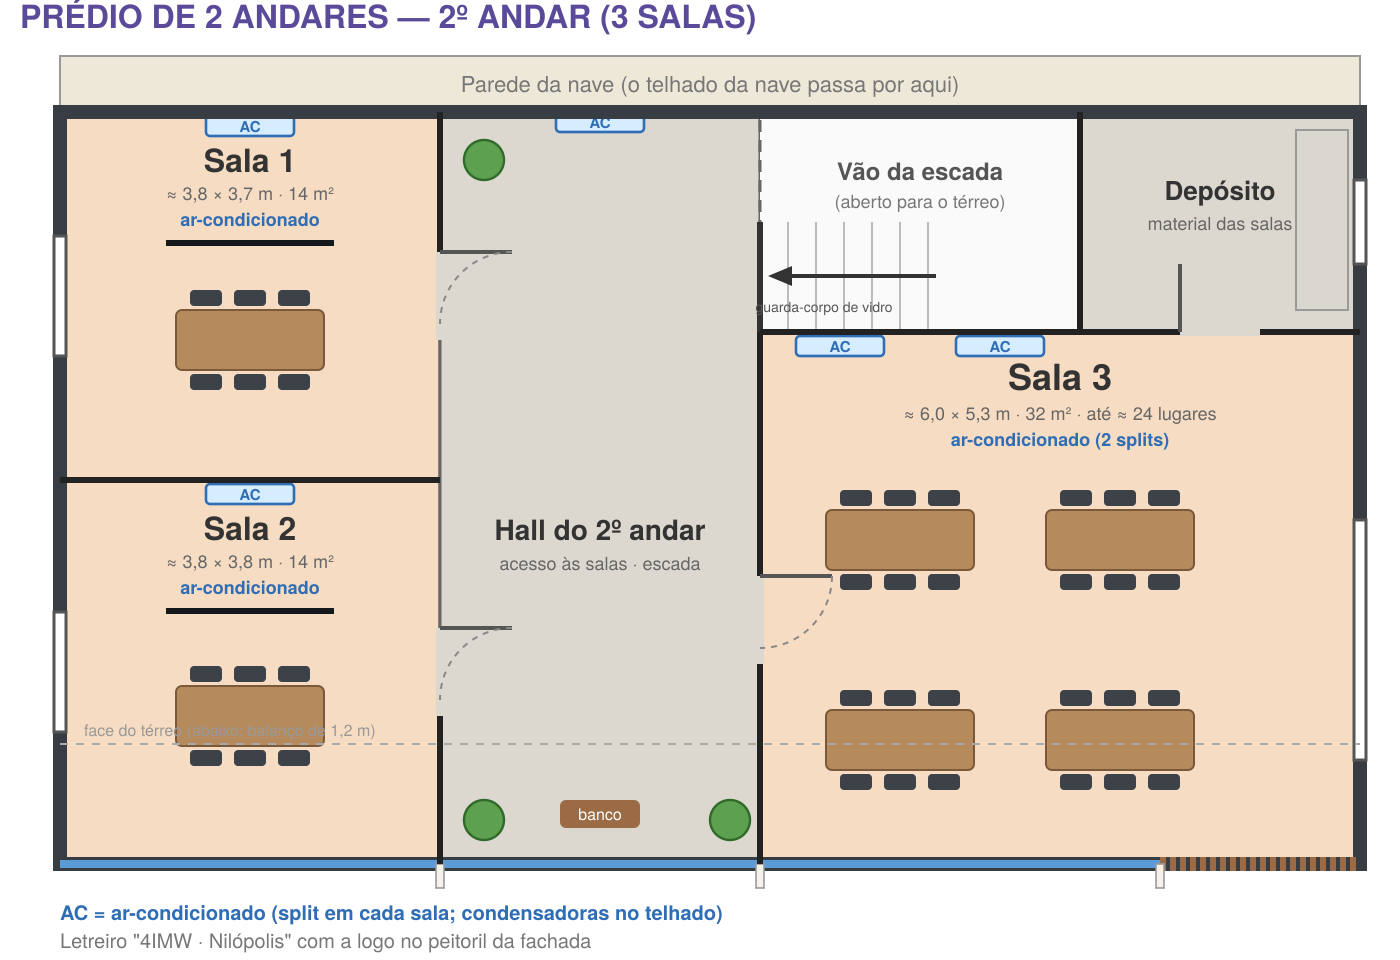 PRÉDIO DE 2 ANDARES — 2º ANDAR (3 SALAS)
Parede da nave (o telhado da nave passa por aqui)
AC
Sala 1
≈ 3,8 × 3,7 m · 14 m²
ar-condicionado
AC
Vão da escada
(aberto para o térreo)
guarda-corpo de vidro
Depósito
material das salas
AC
AC
Sala 3
≈ 6,0 × 5,3 m · 32 m² · até ≈ 24 lugares
ar-condicionado (2 splits)
AC
Sala 2
≈ 3,8 × 3,8 m · 14 m²
ar-condicionado
Hall do 2º andar
acesso às salas · escada
face do térreo (abaixo: balanço de 1,2 m)
banco
AC = ar-condicionado (split em cada sala; condensadoras no telhado)
Letreiro "4IMW · Nilópolis" com a logo no peitoril da fachada